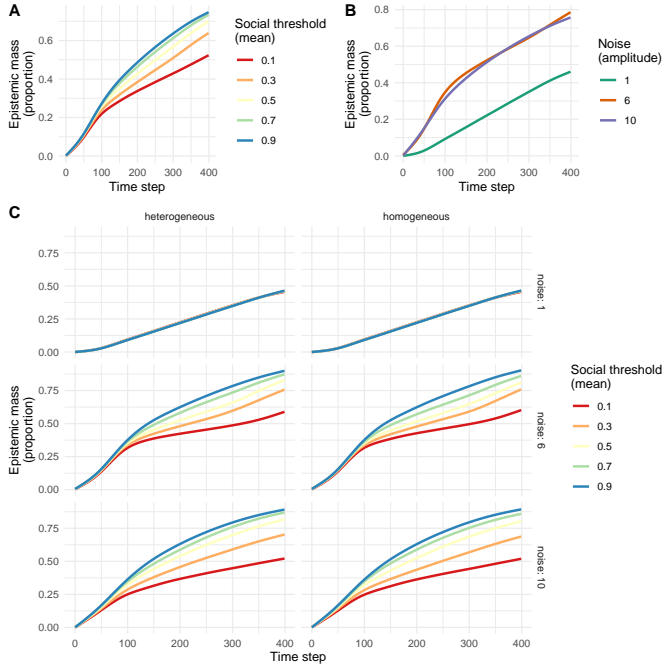 A
Epistemic mass
(proportion)
0.6
0.4
0.2
0.0
0
100
200
300
400
Time step
Social threshold
(mean)
0.1
0.3
0.5
0.7
0.9
B
Epistemic mass
(proportion)
0.8
0.6
0.4
0.2
0.0
0
100
200
300
400
Time step
Noise
(amplitude)
1
6
10
C
heterogeneous
homogeneous
0.75
0.50
0.25
0.00
noise: 1
Epistemic mass
(proportion)
0.75
0.50
0.25
0.00
noise: 6
0.75
0.50
0.25
0.00
noise: 10
0
100
200
300
400
0
100
200
300
400
Time step
Social threshold
(mean)
0.1
0.3
0.5
0.7
0.9